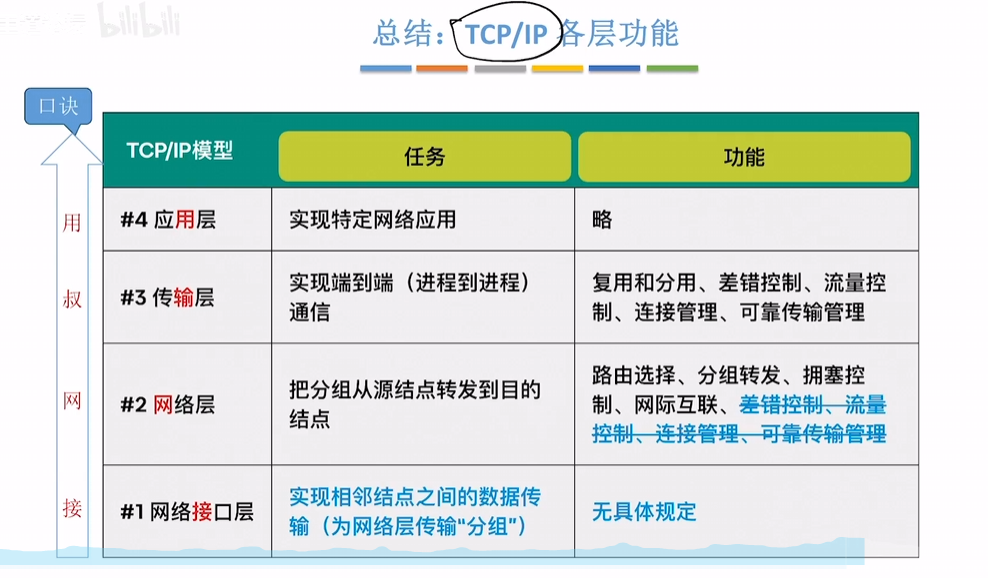 bilibili
总结：TCP/IP 各层功能
口诀
TCP/IP模型
任务
功能
用
#4 应用层
实现特定网络应用
略
叔
#3 传输层
实现端到端（进程到进程）
通信
复用和分用、差错控制、流量控
制、连接管理、可靠传输管理
网
#2 网络层
把分组从源结点转发到目的
结点
路由选择、分组转发、拥塞控
制、网际互联、差错控制、流量
控制、连接管理、可靠传输管理
接
#1 网络接口层
实现相邻结点之间的数据传
输（为网络层传输“分组”）
无具体规定